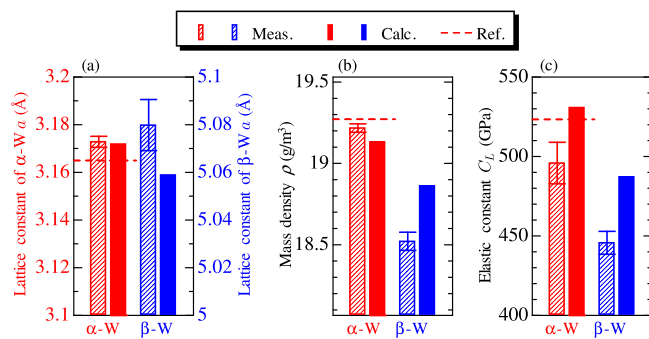 Meas. Calc. Ref.
(a)
Lattice constant of α-W a (Å)
3.2
3.18
3.16
3.14
3.12
3.1
5.1
5.08
5.06
5.04
5.02
5
Lattice constant of β-W a (Å)
α-W β-W
(b)
Mass density ρ (g/m³)
19.5
19
18.5
α-W β-W
(c)
Elastic constant C_L (GPa)
550
500
450
400
α-W β-W